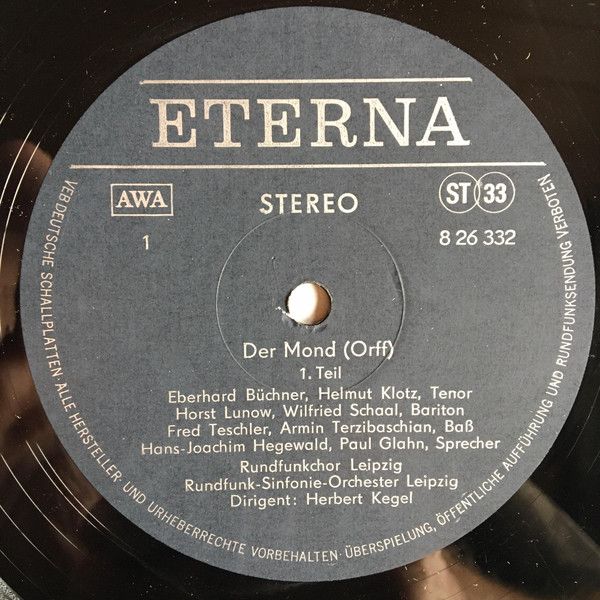 ETERNA
AWA
STEREO
ST 33
1
8 26 332
Der Mond (Orff)
1. Teil
Eberhard Büchner, Helmut Klotz, Tenor
Horst Lunow, Wilfried Schaal, Bariton
Fred Teschler, Armin Terzibaschian, Baß
Hans-Joachim Hegewald, Paul Glahn, Sprecher
Rundfunkchor Leipzig
Rundfunk-Sinfonie-Orchester Leipzig
Dirigent: Herbert Kegel
VEB DEUTSCHE SCHALLPLATTEN · ALLE HERSTELLER- UND URHEBERRECHTE VORBEHALTEN · ÜBERSPIELUNG, ÖFFENTLICHE AUFFÜHRUNG UND RUNDFUNKSENDUNG VERBOTEN